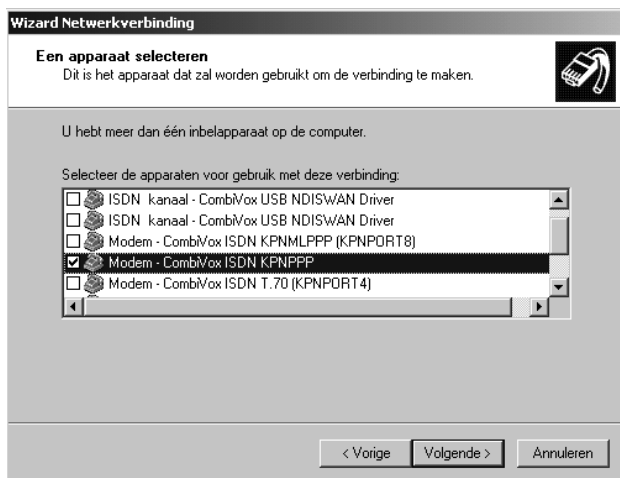 Wizard Netwerkverbinding
Een apparaat selecteren
Dit is het apparaat dat zal worden gebruikt om de verbinding te maken.
U hebt meer dan één inbelapparaat op de computer.
Selecteer de apparaten voor gebruik met deze verbinding:
ISDN kanaal - CombiVox USB NDISWAN Driver
ISDN kanaal - CombiVox USB NDISWAN Driver
Modem - CombiVox ISDN KPNMLPPP (KPNPORT8)
Modem - CombiVox ISDN KPNPPP
Modem - CombiVox ISDN T.70 (KPNPORT4)
< Vorige Volgende > Annuleren